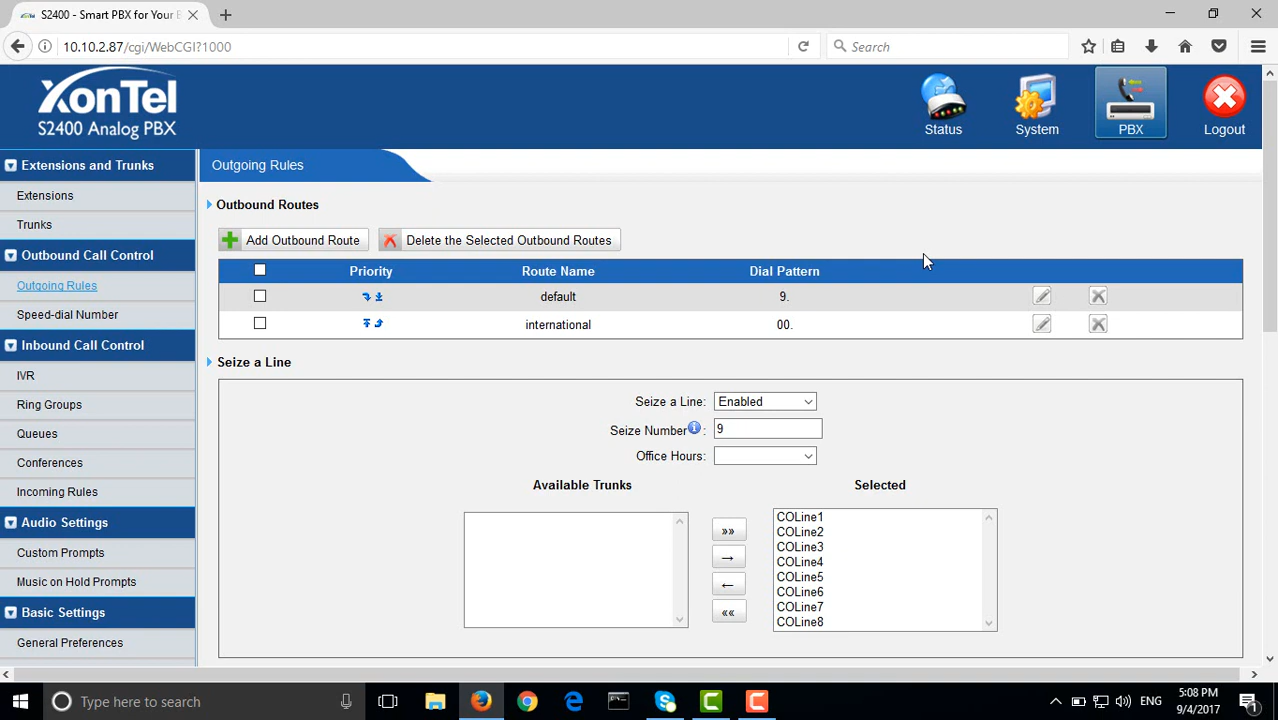 S2400 - Smart PBX for Your B
10.10.2.87/cgi/WebCGI?1000
Search
XonTel
S2400 Analog PBX
Status
System
PBX
Logout
Extensions and Trunks
Extensions
Trunks
Outbound Call Control
Outgoing Rules
Speed-dial Number
Inbound Call Control
IVR
Ring Groups
Queues
Conferences
Incoming Rules
Audio Settings
Custom Prompts
Music on Hold Prompts
Basic Settings
General Preferences
Outgoing Rules
Outbound Routes
Add Outbound Route
Delete the Selected Outbound Routes
Priority Route Name Dial Pattern
default 9.
international 00.
Seize a Line
Seize a Line: Enabled
Seize Number : 9
Office Hours:
Available Trunks Selected
COLine1
COLine2
COLine3
COLine4
COLine5
COLine6
COLine7
COLine8
»»
→
←
««
Type here to search
ENG
5:08 PM
9/4/2017
1